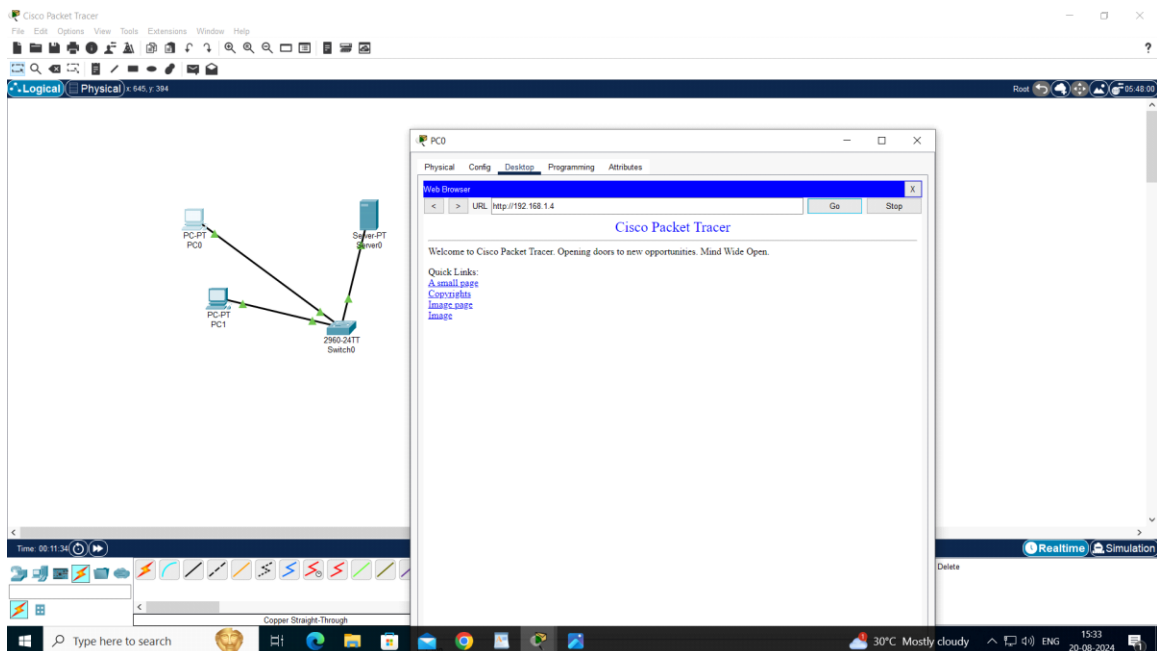 Cisco Packet Tracer
File Edit Options View Tools Extensions Window Help
?
Logical Physical x: 645, y: 394 Root 05:48:00
PC0
Physical Config Desktop Programming Attributes
Web Browser X
< > URL http://192.168.1.4 Go Stop
Cisco Packet Tracer
Welcome to Cisco Packet Tracer. Opening doors to new opportunities. Mind Wide Open.
Quick Links:
A small page
Copyrights
Image page
Image
PC-PT
PC0
Server-PT
Server0
PC-PT
PC1
2960-24TT
Switch0
Time: 00:11:34 Realtime Simulation
Delete
Copper Straight-Through
Type here to search 30°C Mostly cloudy ENG 15:33
20-08-2024